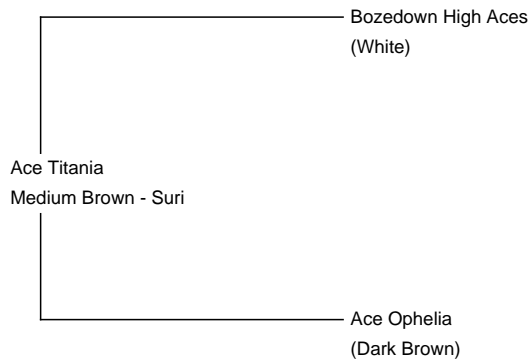 Bozedown High Aces
(White)
Ace Titania
Medium Brown - Suri
Ace Ophelia
(Dark Brown)